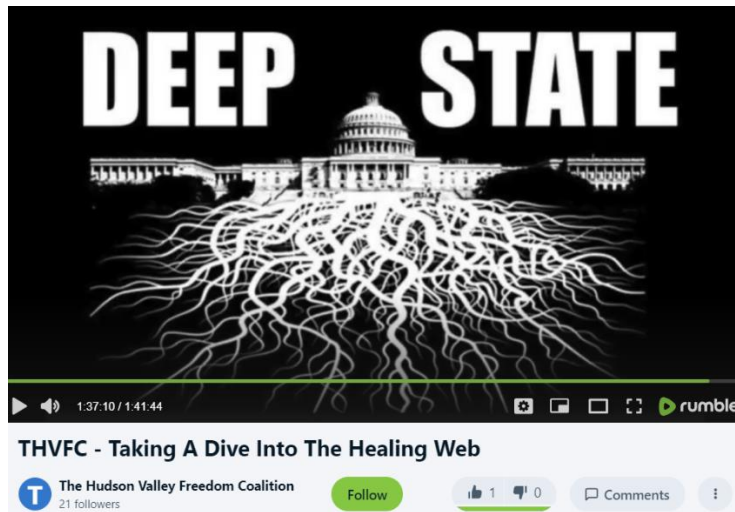 DEEP STATE
1:37:10 / 1:41:44
rumble
THVFC - Taking A Dive Into The Healing Web
T
The Hudson Valley Freedom Coalition
21 followers
Follow
1
0
Comments